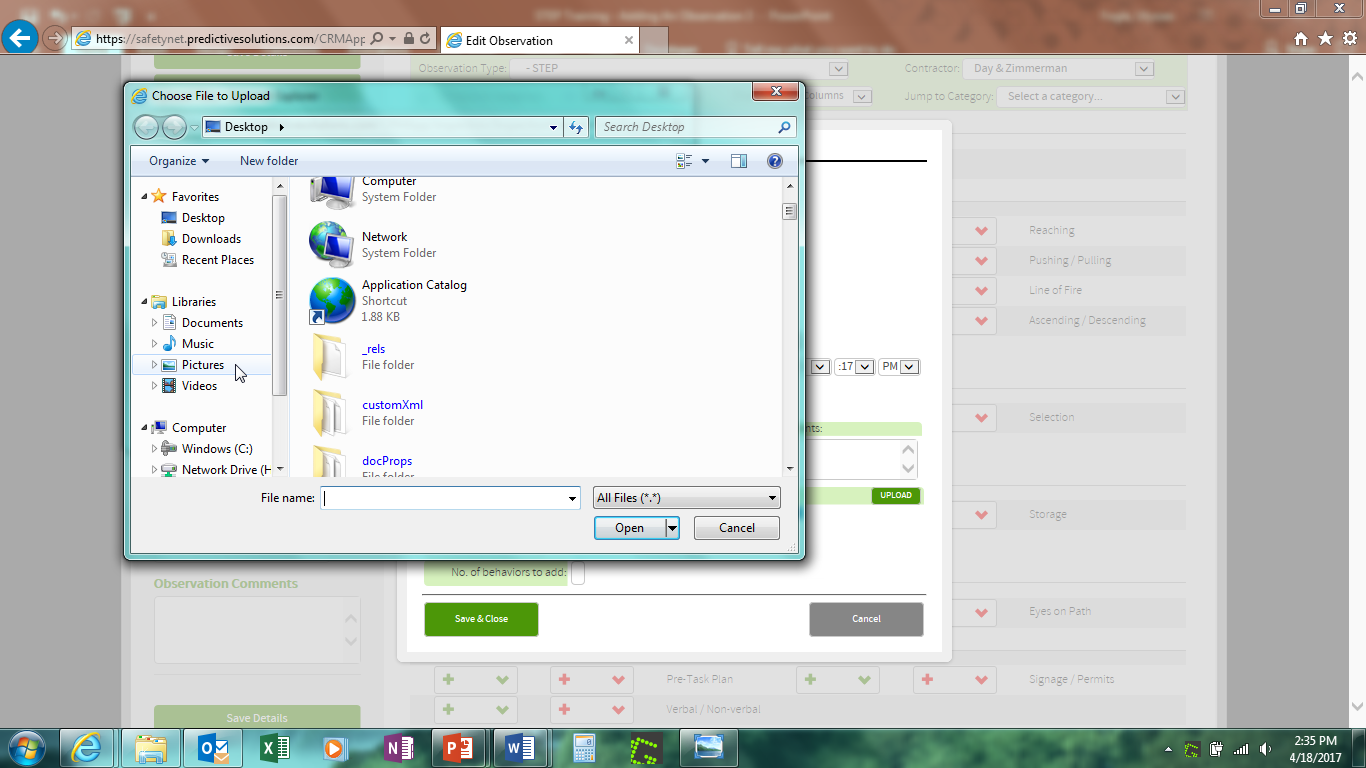 https://safetynet.predictivesolutions.com/CRMApp
Edit Observation
Observation Type: - STEP
Contractor: Day & Zimmerman
Jump to Category: Select a category...
Choose File to Upload
Desktop
Search Desktop
Organize
New folder
Favorites
Desktop
Downloads
Recent Places
Libraries
Documents
Music
Pictures
Videos
Computer
Windows (C:)
Network Drive (H
Computer
System Folder
Network
System Folder
Application Catalog
Shortcut
1.88 KB
_rels
File folder
customXml
File folder
docProps
File folder
File name:
All Files (*.*)
Open
Cancel
Reaching
Pushing / Pulling
Line of Fire
Ascending / Descending
:17
PM
Selection
UPLOAD
Storage
No. of behaviors to add:
Observation Comments
Eyes on Path
Save & Close
Cancel
Pre-Task Plan
Signage / Permits
Verbal / Non-verbal
Save Details
2:35 PM
4/18/2017